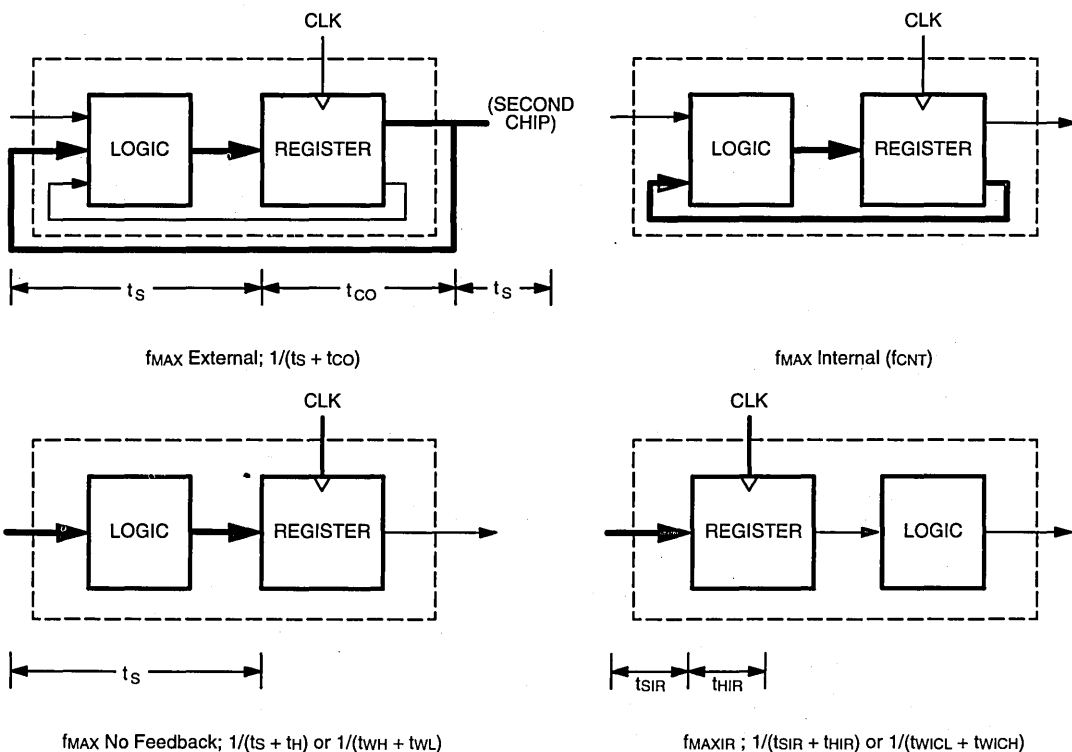 CLK
LOGIC
REGISTER
(SECOND
CHIP)
tS
tCO
tS
fMAX External; 1/(tS + tCO)
CLK
LOGIC
REGISTER
fMAX Internal (fCNT)
CLK
LOGIC
REGISTER
tS
fMAX No Feedback; 1/(tS + tH) or 1/(tWH + tWL)
CLK
REGISTER
LOGIC
tSIR
tHIR
fMAXIR ; 1/(tSIR + tHIR) or 1/(tWICL + tWICH)